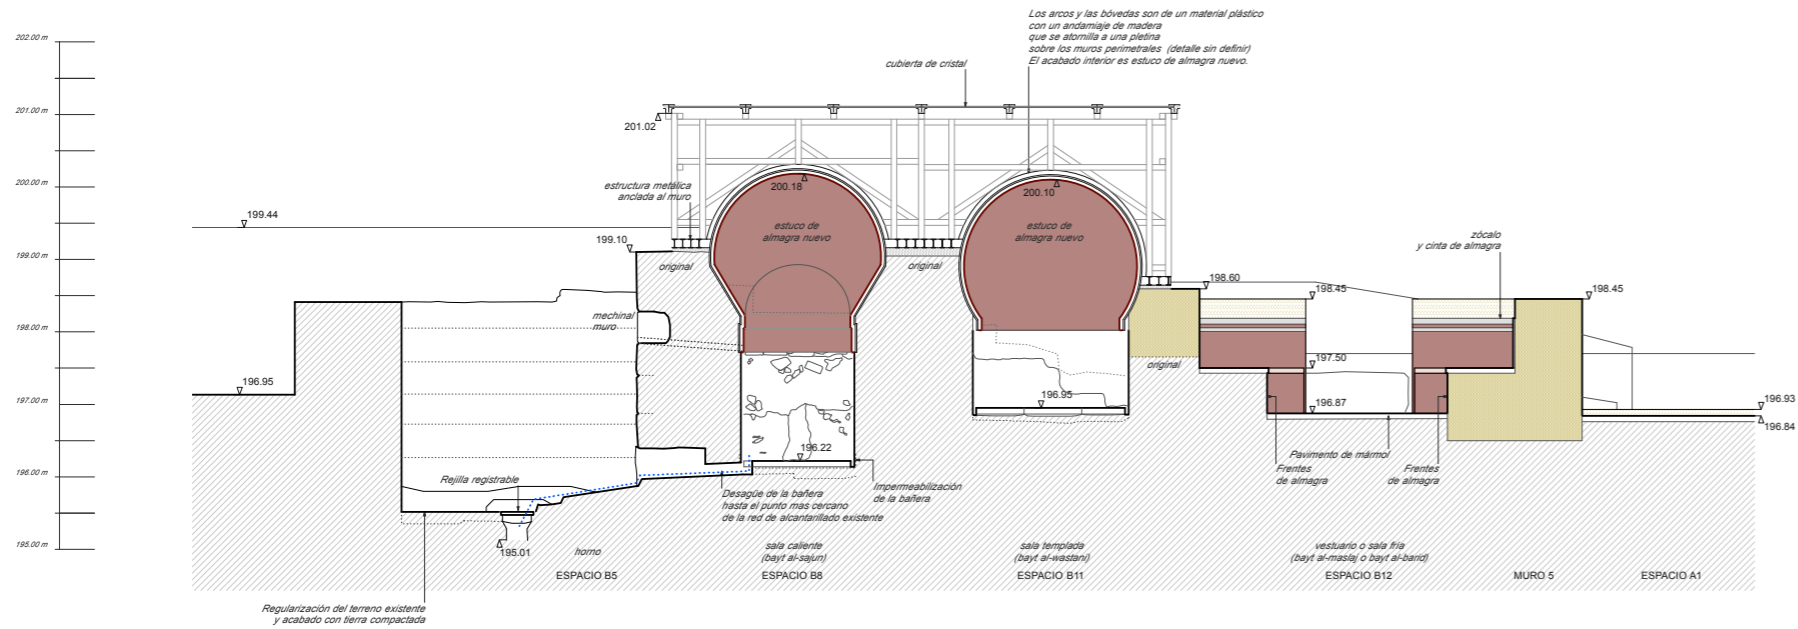 Los arcos y las bóvedas son de un material plástico
con un andamiaje de madera
que se atornilla a una pletina
sobre los muros perimetrales (detalle sin definir)
El acabado interior es estuco de almagra nuevo.
202.00 m
201.00 m
200.00 m
199.00 m
198.00 m
197.00 m
196.00 m
195.00 m
cubierta de cristal
201.02
estructura metálica
anclada al muro
200.18
200.10
199.44
199.10
estuco de
almagra nuevo
estuco de
almagra nuevo
zócalo
y cinta de almagra
original
original
198.60
198.45
198.45
mechinal
muro
original
197.50
196.95
196.95
196.87
196.93
196.84
196.22
Rejilla registrable
Desagüe de la bañera
hasta el punto mas cercano
de la red de alcantarillado existente
Impermeabilización
de la bañera
Pavimento de mármol
Frentes
de almagra
Frentes
de almagra
195.01
horno
ESPACIO B5
sala caliente
(bayt al-sajun)
ESPACIO B8
sala templada
(bayt al-wastani)
ESPACIO B11
vestuario o sala fría
(bayt al-maslaj o bayt al-barid)
ESPACIO B12
MURO 5
ESPACIO A1
Regularización del terreno existente
y acabado con tierra compactada